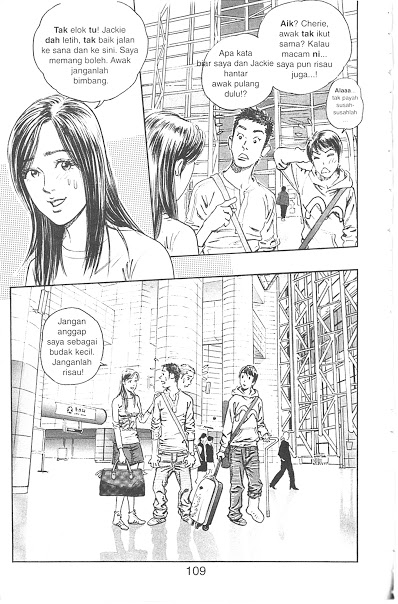 Tak elok tu! Jackie
dah letih, tak baik jalan
ke sana dan ke sini. Saya
memang boleh. Awak
janganlah
bimbang.
Aik? Cherie,
awak tak ikut
sama? Kalau
macam ni...
saya pun risau
juga...!
Apa kata
biar saya dan Jackie
hantar
awak pulang
dulu!?
Alaaa...
tak payah
susah-
susahlah.
Jangan
anggap
saya sebagai
budak kecil.
Janganlah
risau!
109